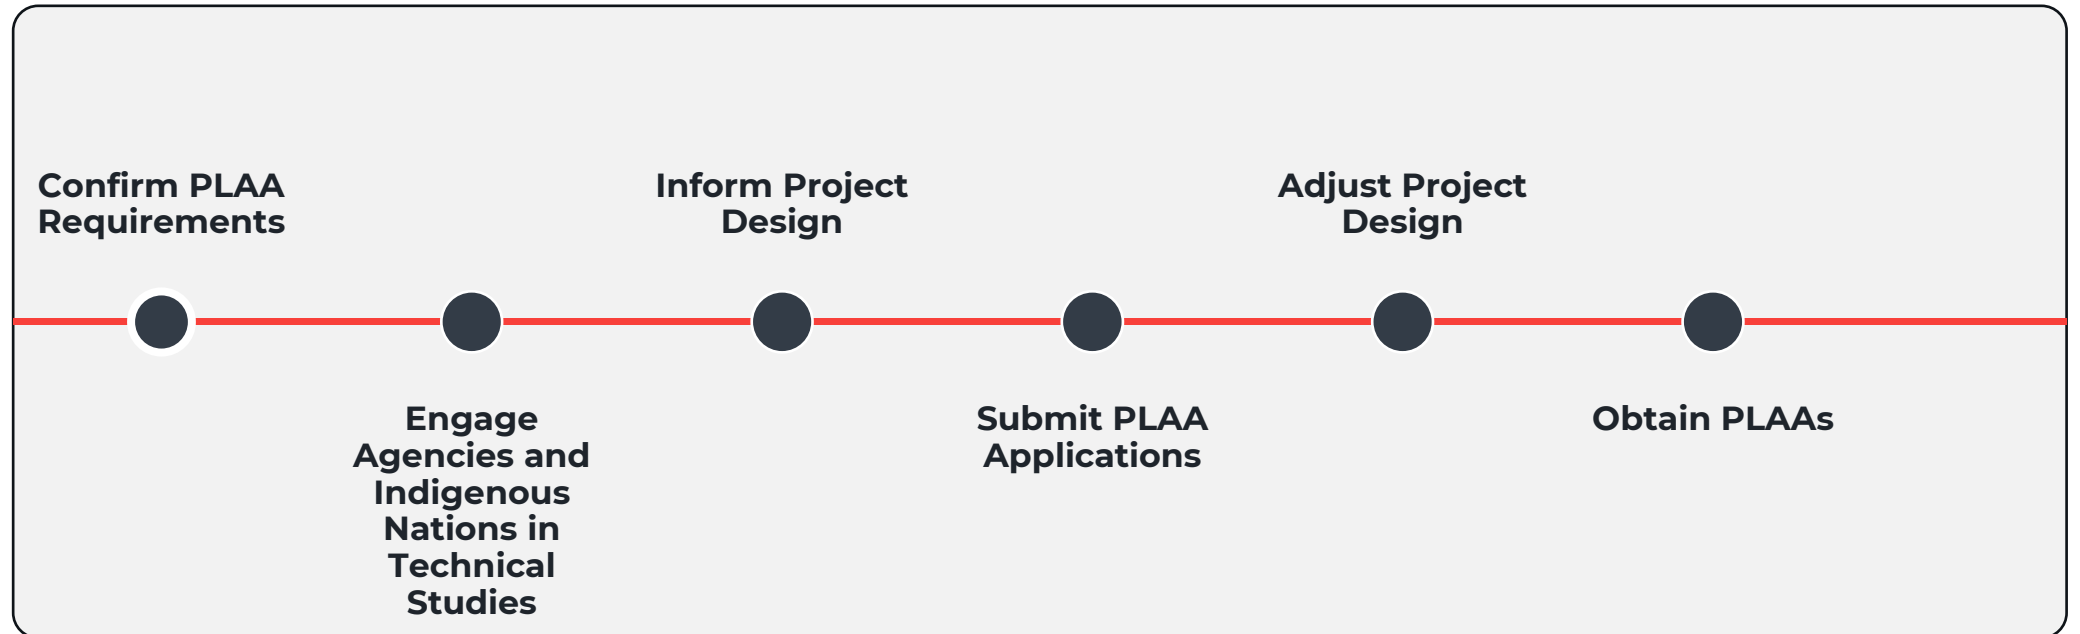 Confirm PLAA
Requirements
Engage
Agencies and
Indigenous
Nations in
Technical
Studies
Inform Project
Design
Submit PLAA
Applications
Adjust Project
Design
Obtain PLAAs